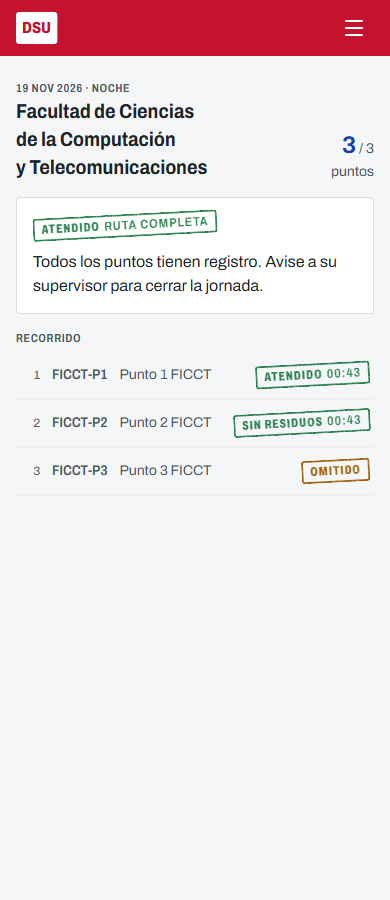 DSU
19 NOV 2026 · NOCHE
Facultad de Ciencias
de la Computación
y Telecomunicaciones
3 / 3
puntos
ATENDIDO RUTA COMPLETA
Todos los puntos tienen registro. Avise a su
supervisor para cerrar la jornada.
RECORRIDO
1 FICCT-P1 Punto 1 FICCT ATENDIDO 00:43
2 FICCT-P2 Punto 2 FICCT SIN RESIDUOS 00:43
3 FICCT-P3 Punto 3 FICCT OMITIDO